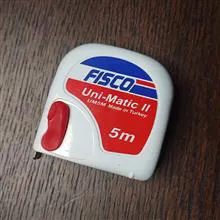 FISCO
Uni-Matic II
UM5M Made in Turkey
5m